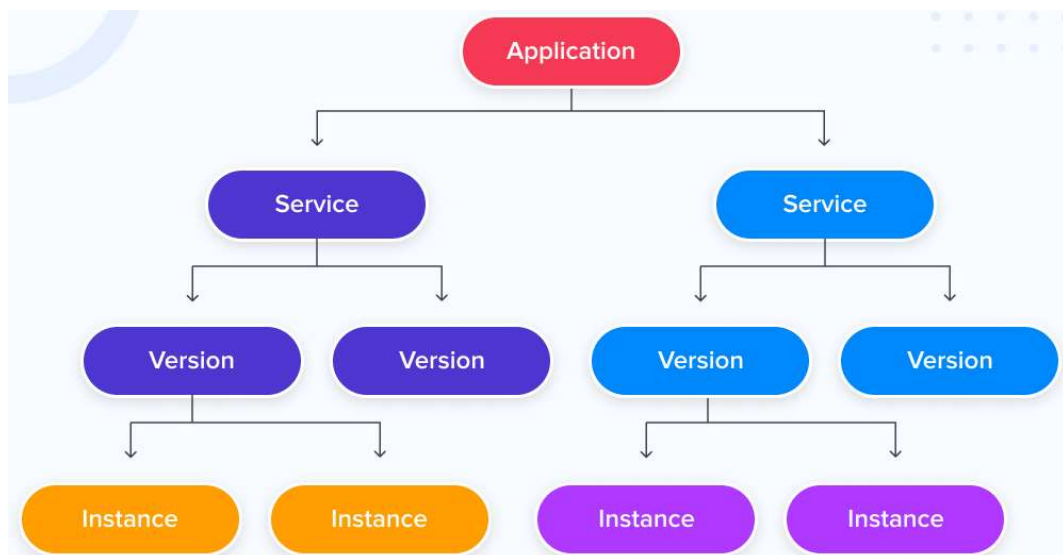 Application
Service
Service
Version
Version
Version
Version
Instance
Instance
Instance
Instance